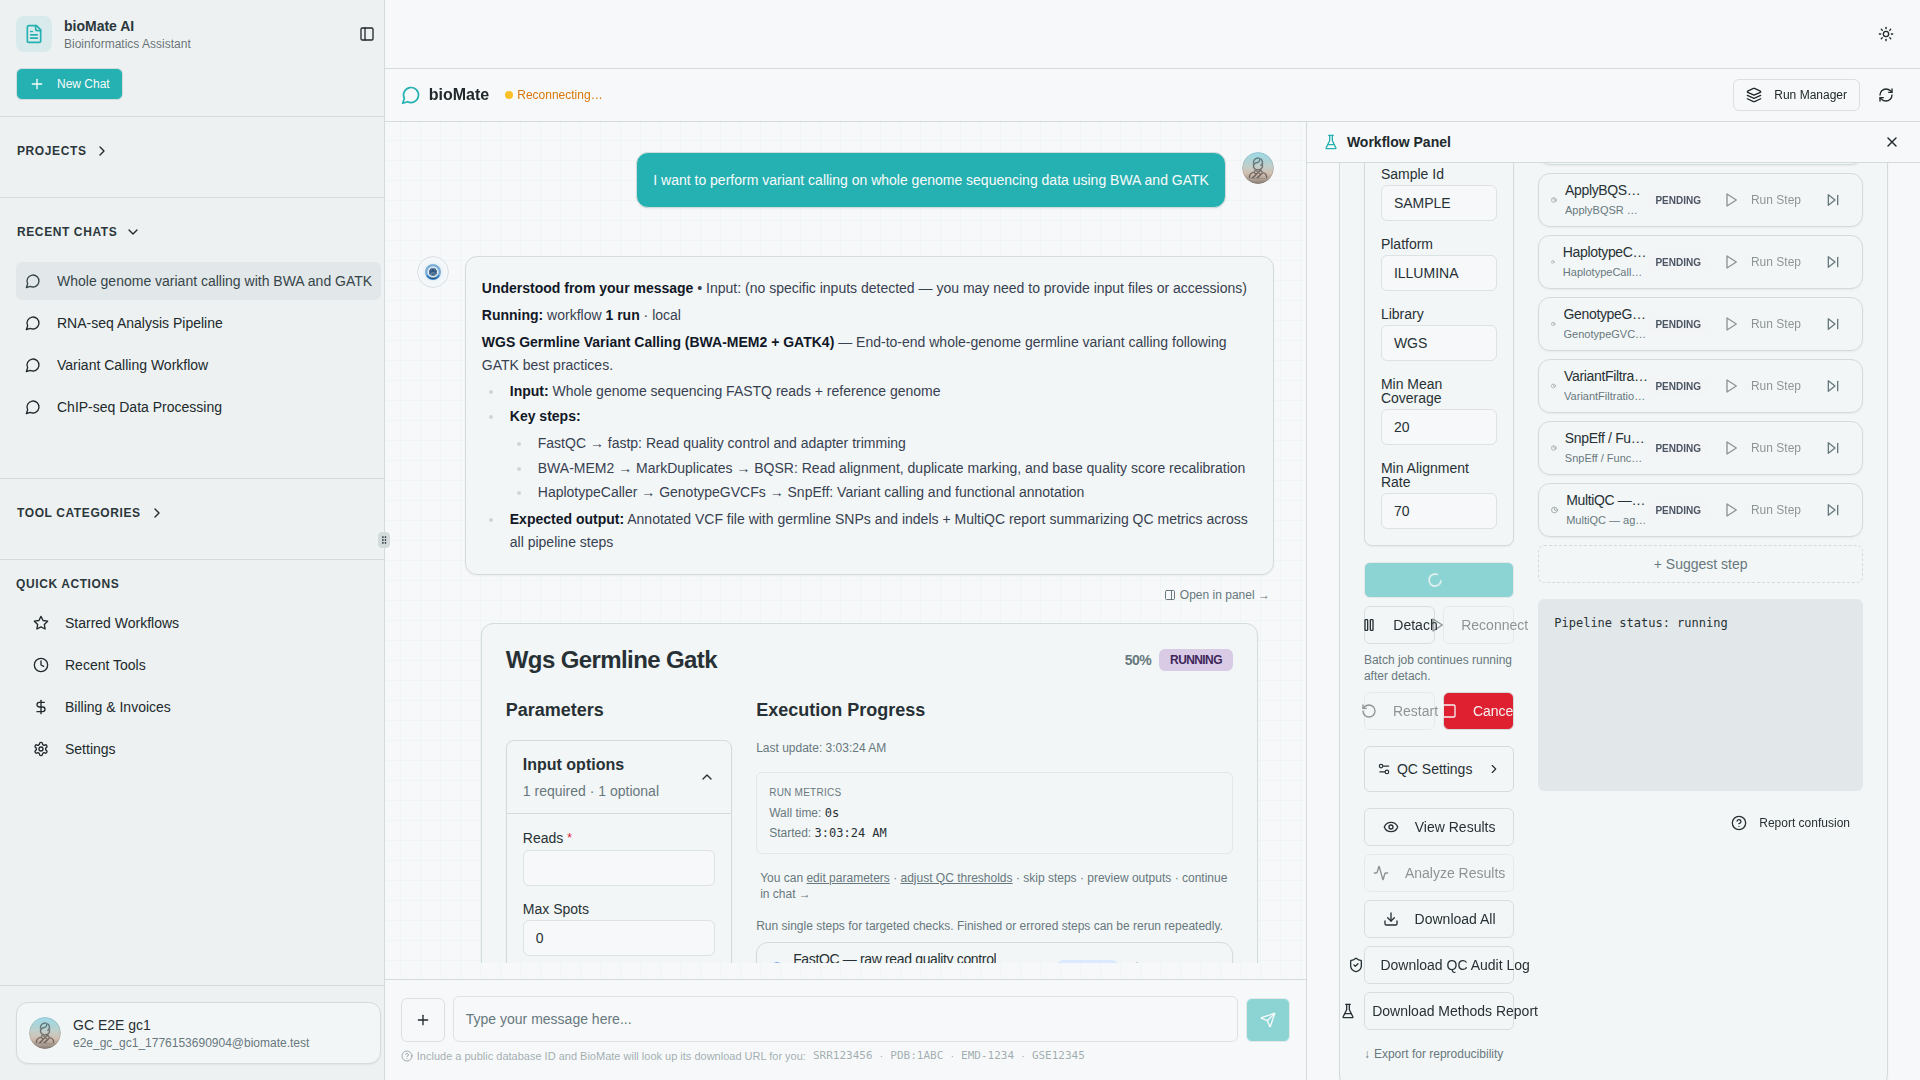 bioMate AI
Bioinformatics Assistant
New Chat
PROJECTS
RECENT CHATS
Whole genome variant calling with BWA and GATK
RNA-seq Analysis Pipeline
Variant Calling Workflow
ChIP-seq Data Processing
TOOL CATEGORIES
QUICK ACTIONS
Starred Workflows
Recent Tools
Billing & Invoices
Settings
GC E2E gc1
e2e_gc_gc1_1776153690904@biomate.test
bioMate
Reconnecting…
Run Manager
I want to perform variant calling on whole genome sequencing data using BWA and GATK
Understood from your message • Input: (no specific inputs detected — you may need to provide input files or accessions)
Running: workflow 1 run · local
WGS Germline Variant Calling (BWA-MEM2 + GATK4) — End-to-end whole-genome germline variant calling following
GATK best practices.
Input: Whole genome sequencing FASTQ reads + reference genome
Key steps:
FastQC → fastp: Read quality control and adapter trimming
BWA-MEM2 → MarkDuplicates → BQSR: Read alignment, duplicate marking, and base quality score recalibration
HaplotypeCaller → GenotypeGVCFs → SnpEff: Variant calling and functional annotation
Expected output: Annotated VCF file with germline SNPs and indels + MultiQC report summarizing QC metrics across
all pipeline steps
Open in panel →
Wgs Germline Gatk
50% RUNNING
Parameters
Input options
1 required · 1 optional
Reads *
Max Spots
0
Execution Progress
Last update: 3:03:24 AM
RUN METRICS
Wall time: 0s
Started: 3:03:24 AM
You can edit parameters · adjust QC thresholds · skip steps · preview outputs · continue
in chat →
Run single steps for targeted checks. Finished or errored steps can be rerun repeatedly.
FastQC — raw read quality control
Type your message here...
Include a public database ID and BioMate will look up its download URL for you: SRR123456 · PDB:1ABC · EMD-1234 · GSE12345
Workflow Panel
Sample Id
SAMPLE
Platform
ILLUMINA
Library
WGS
Min Mean
Coverage
20
Min Alignment
Rate
70
Detach
Reconnect
Batch job continues running
after detach.
Restart
Cance
QC Settings
View Results
Analyze Results
Download All
Download QC Audit Log
Download Methods Report
↓ Export for reproducibility
ApplyBQS…
ApplyBQSR …
PENDING
Run Step
HaplotypeC…
HaplotypeCall…
PENDING
Run Step
GenotypeG…
GenotypeGVC…
PENDING
Run Step
VariantFiltra…
VariantFiltratio…
PENDING
Run Step
SnpEff / Fu…
SnpEff / Func…
PENDING
Run Step
MultiQC —…
MultiQC — ag…
PENDING
Run Step
+ Suggest step
Pipeline status: running
Report confusion